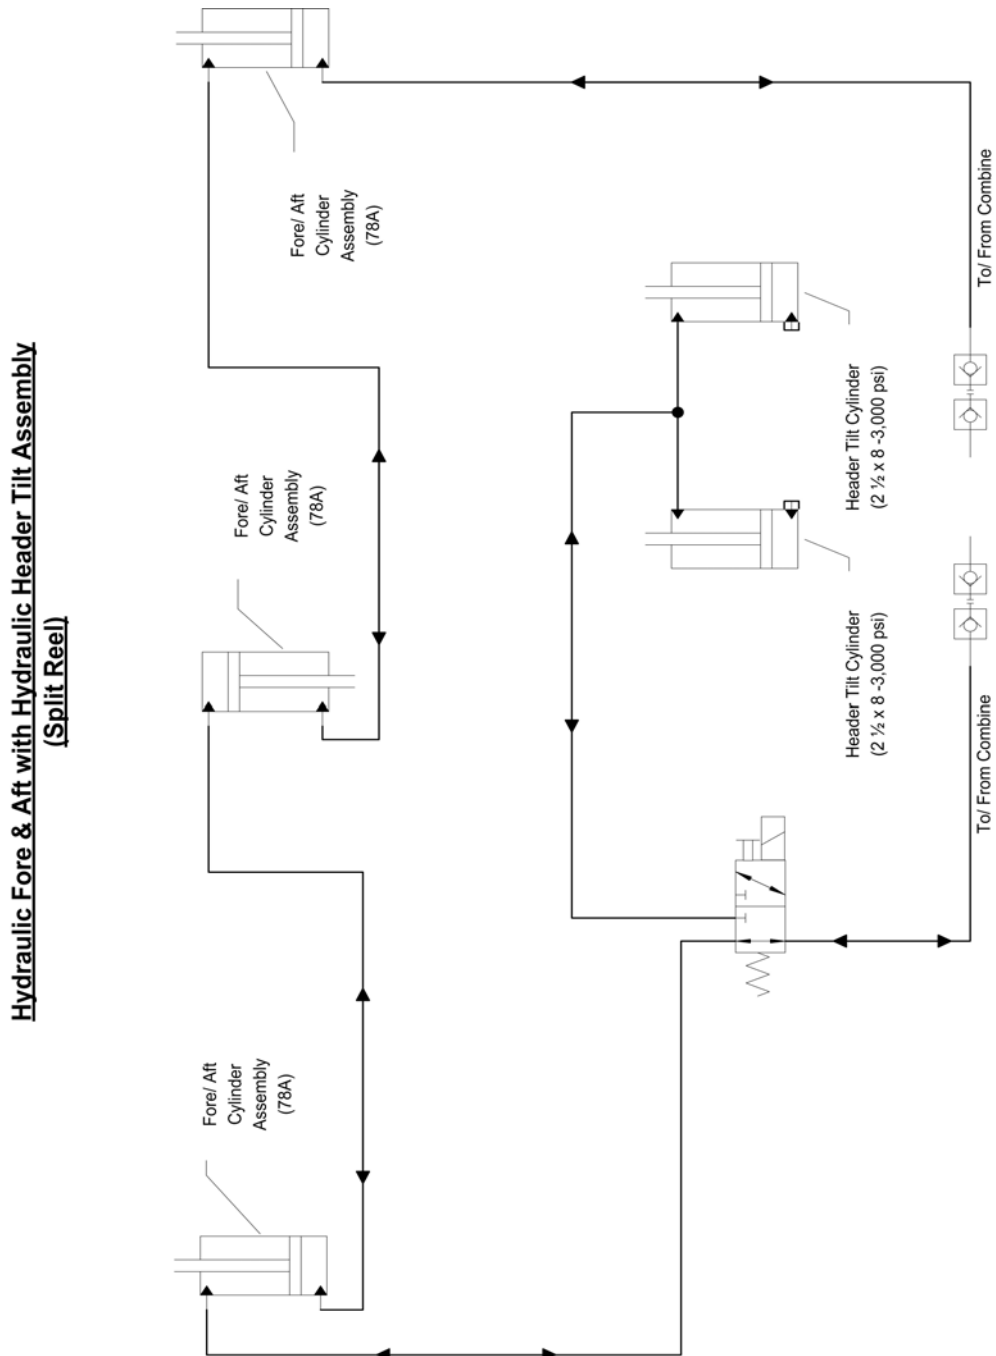 Hydraulic Fore & Aft with Hydraulic Header Tilt Assembly
(Split Reel)
Fore/ Aft
Cylinder
Assembly
(78A)
Fore/ Aft
Cylinder
Assembly
(78A)
Fore/ Aft
Cylinder
Assembly
(78A)
Header Tilt Cylinder
(2 ½ x 8 -3,000 psi)
Header Tilt Cylinder
(2 ½ x 8 -3,000 psi)
To/ From Combine
To/ From Combine